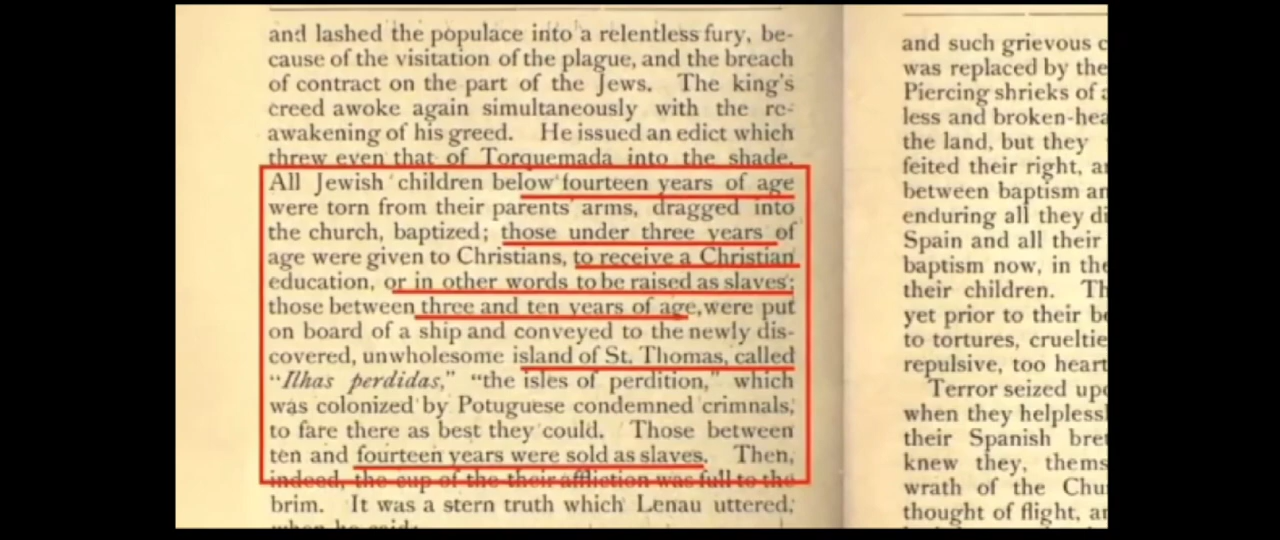 and lashed the populace into a relentless fury, be-
cause of the visitation of the plague, and the breach
of contract on the part of the Jews. The king's
creed awoke again simultaneously with the re-
awakening of his greed. He issued an edict which
threw even that of Torquemada into the shade.
All Jewish children below fourteen years of age
were torn from their parents' arms, dragged into
the church, baptized; those under three years of
age were given to Christians, to receive a Christian
education, or in other words to be raised as slaves;
those between three and ten years of age, were put
on board of a ship and conveyed to the newly dis-
covered, unwholesome island of St. Thomas, called
"Ilhas perdidas," "the isles of perdition," which
was colonized by Potuguese condemned crimnals,
to fare there as best they could. Those between
ten and fourteen years were sold as slaves. Then,
indeed, the cup of the their affliction was full to the
brim. It was a stern truth which Lenau uttered,
when he said:
and such grievous
was replaced by the
Piercing shrieks of
less and broken-hea
the land, but they
feited their right, a
between baptism an
enduring all they di
Spain and all their
baptism now, in the
their children. Th
yet prior to their be
to tortures, crueltie
repulsive, too heart
Terror seized upo
when they helpless
their Spanish bret
knew they, thems
wrath of the Chu
thought of flight, a